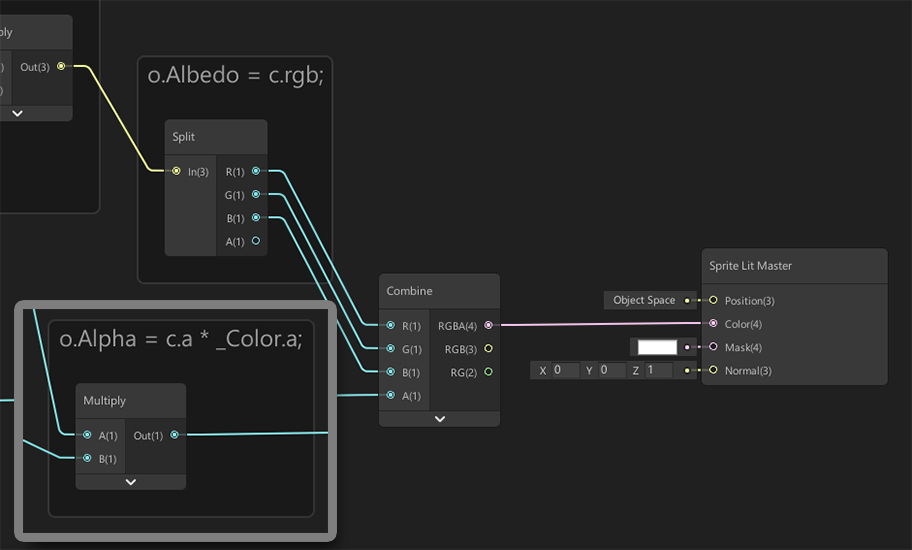 Out(3)
o.Albedo = c.rgb;
Split
In(3)
R(1)
G(1)
B(1)
A(1)
Combine
R(1)
G(1)
B(1)
A(1)
RGBA(4)
RGB(3)
RG(2)
Sprite Lit Master
Object Space
Position(3)
Color(4)
Mask(4)
X 0 Y 0 Z 1
Normal(3)
o.Alpha = c.a * _Color.a;
Multiply
A(1)
B(1)
Out(1)